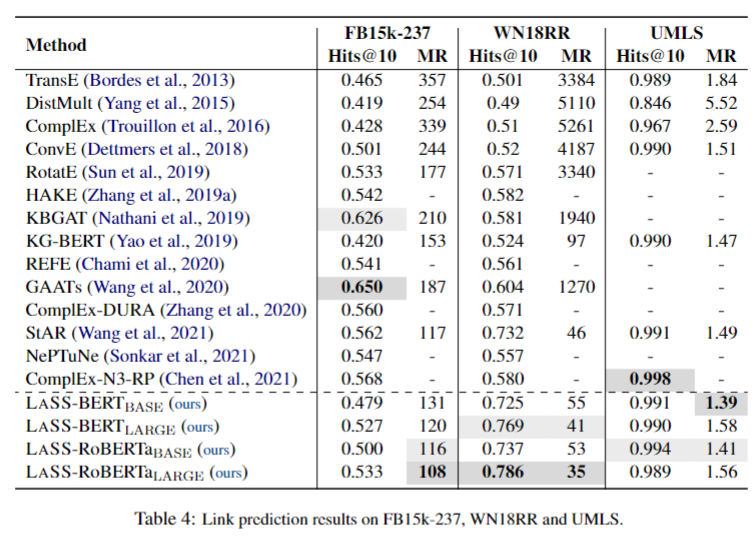 Method FB15k-237 WN18RR UMLS
Hits@10 MR Hits@10 MR Hits@10 MR
TransE (Bordes et al., 2013) 0.465 357 0.501 3384 0.989 1.84
DistMult (Yang et al., 2015) 0.419 254 0.49 5110 0.846 5.52
ComplEx (Trouillon et al., 2016) 0.428 339 0.51 5261 0.967 2.59
ConvE (Dettmers et al., 2018) 0.501 244 0.52 4187 0.990 1.51
RotatE (Sun et al., 2019) 0.533 177 0.571 3340 - -
HAKE (Zhang et al., 2019a) 0.542 - 0.582 - - -
KBGAT (Nathani et al., 2019) 0.626 210 0.581 1940 - -
KG-BERT (Yao et al., 2019) 0.420 153 0.524 97 0.990 1.47
REFE (Chami et al., 2020) 0.541 - 0.561 - - -
GAATs (Wang et al., 2020) 0.650 187 0.604 1270 - -
ComplEx-DURA (Zhang et al., 2020) 0.560 - 0.571 - - -
StAR (Wang et al., 2021) 0.562 117 0.732 46 0.991 1.49
NePTuNe (Sonkar et al., 2021) 0.547 - 0.557 - - -
ComplEx-N3-RP (Chen et al., 2021) 0.568 - 0.580 - 0.998 -
LASS-BERTBASE (ours) 0.479 131 0.725 55 0.991 1.39
LASS-BERTLARGE (ours) 0.527 120 0.769 41 0.990 1.58
LASS-RoBERTaBASE (ours) 0.500 116 0.737 53 0.994 1.41
LASS-RoBERTaLARGE (ours) 0.533 108 0.786 35 0.989 1.56
Table 4: Link prediction results on FB15k-237, WN18RR and UMLS.